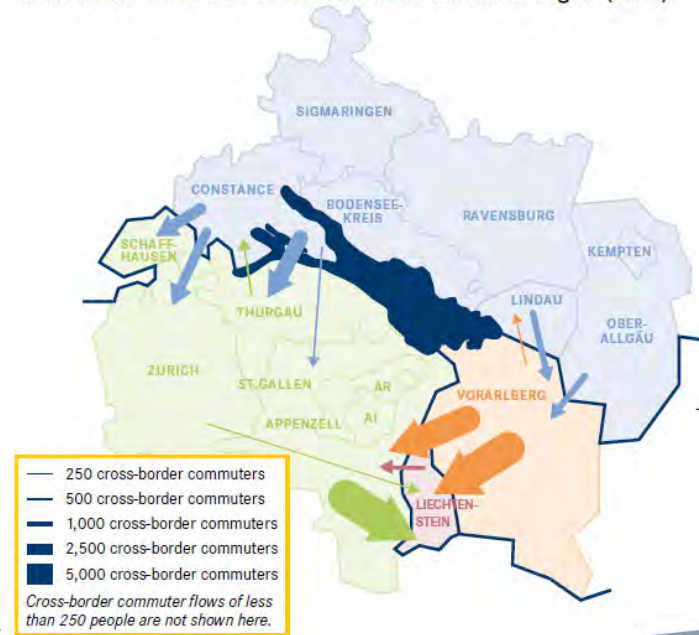 SIGMARINGEN
CONSTANCE
BODENSEE-
KREIS
RAVENSBURG
SCHAFF-
HAUSEN
KEMPTEN
LINDAU
OBER-
ALLGÄU
THURGAU
ZURICH
ST.GALLEN
AR
VORARLBERG
APPENZELL
AI
LIECHTEN-
STEIN
250 cross-border commuters
500 cross-border commuters
1,000 cross-border commuters
2,500 cross-border commuters
5,000 cross-border commuters
Cross-border commuter flows of less
than 250 people are not shown here.